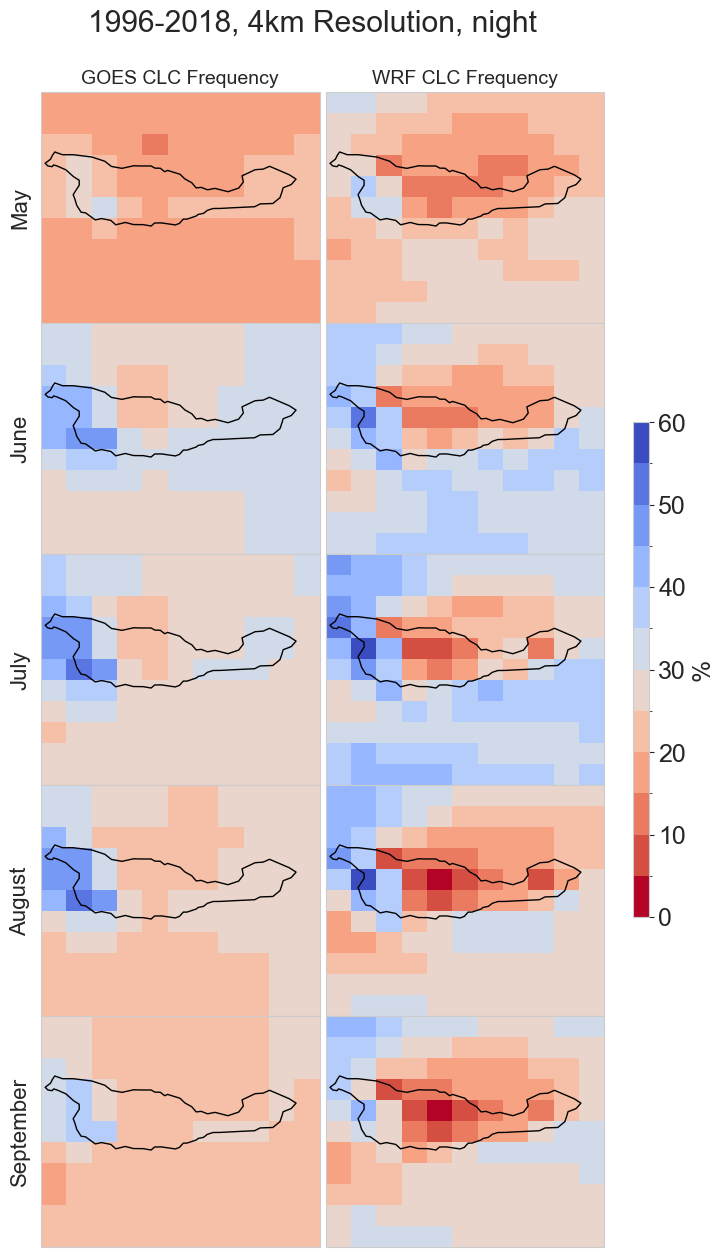 1996-2018, 4km Resolution, night
GOES CLC Frequency
WRF CLC Frequency
May
June
July
August
September
60
50
40
30
20
10
0
%